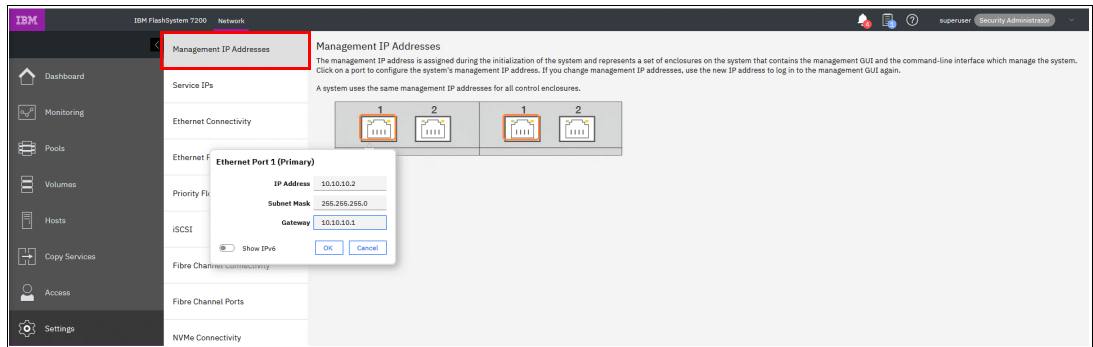 IBM
IBM FlashSystem 7200 Network
superuser Security Administrator
Dashboard
Monitoring
Pools
Volumes
Hosts
Copy Services
Access
Settings
Management IP Addresses
Service IPs
Ethernet Connectivity
Ethernet P
Priority Flo
iSCSI
Fibre Channel Connectivity
Fibre Channel Ports
NVMe Connectivity
Management IP Addresses
The management IP address is assigned during the initialization of the system and represents a set of enclosures on the system that contains the management GUI and the command-line interface which manage the system.
Click on a port to configure the system's management IP address. If you change management IP addresses, use the new IP address to log in to the management GUI again.
A system uses the same management IP addresses for all control enclosures.
1 2 1 2
Ethernet Port 1 (Primary)
IP Address 10.10.10.2
Subnet Mask 255.255.255.0
Gateway 10.10.10.1
Show IPv6 OK Cancel